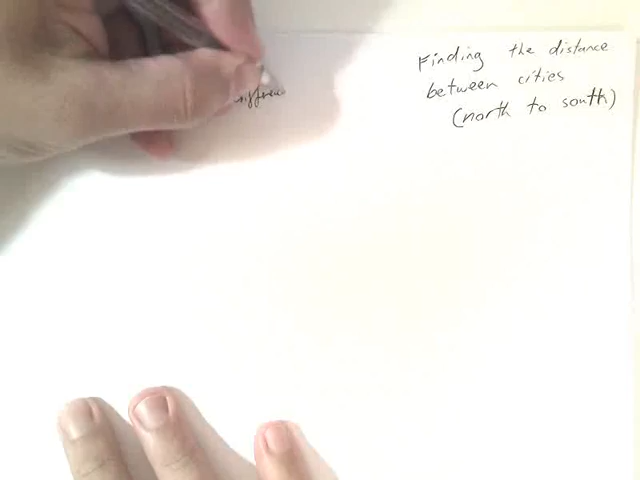 Finding the distance
between cities
(north to south)